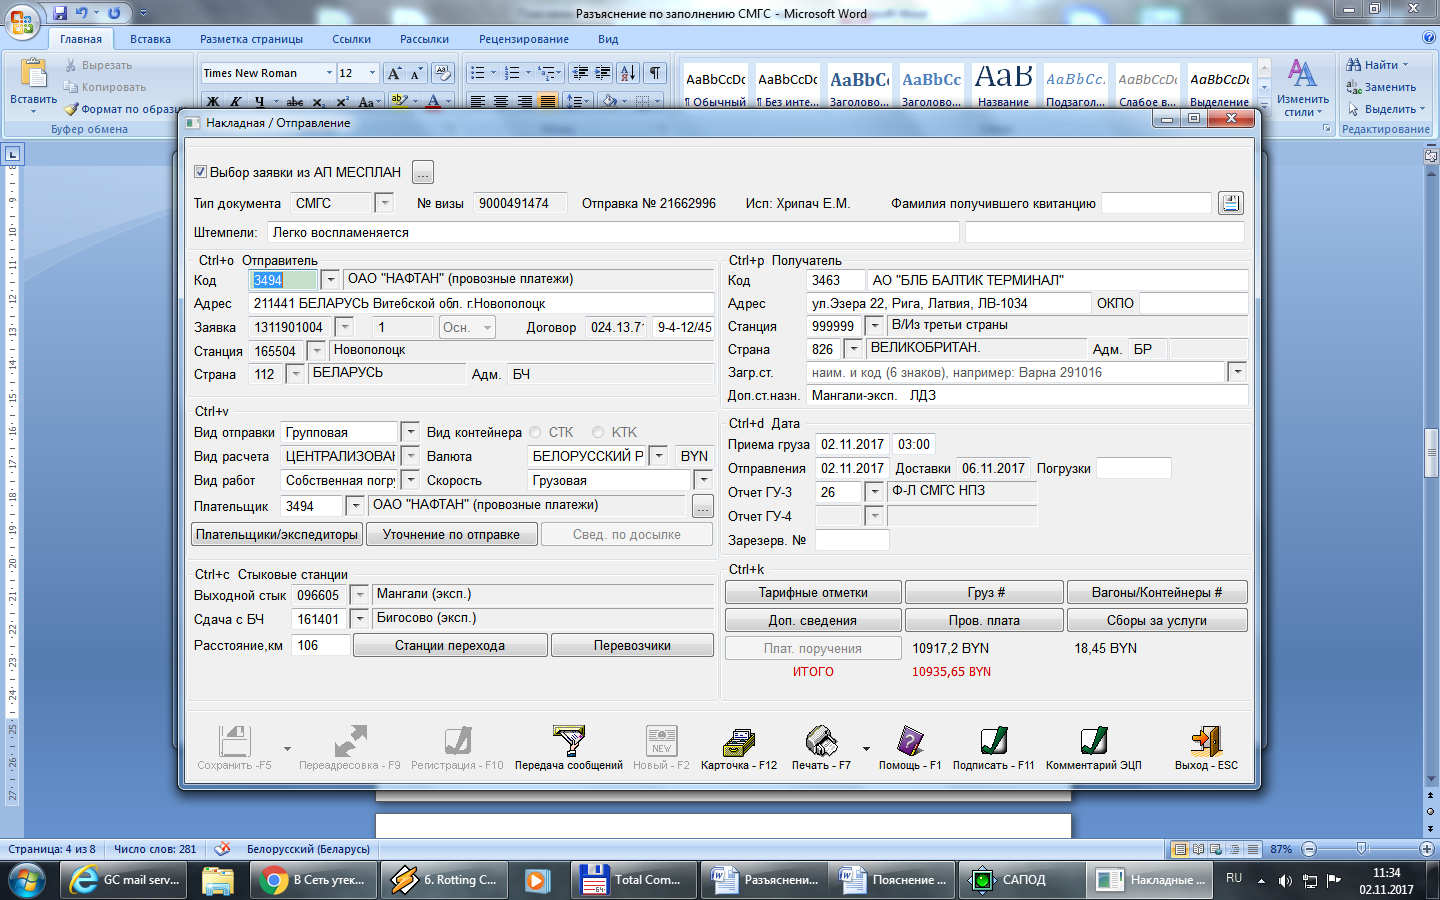 Разъяснение по заполнению СМГС - Microsoft Word
Главная Вставка Разметка страницы Ссылки Рассылки Рецензирование Вид
Вставить
Вырезать
Копировать
Формат по образц
Буфер обмена
Times New Roman 12
Ж К Ч abc x₂ x² Aa
AaBbCcDc AaBbCcDc AaBbC AaBbCc AaB AaBbCc. AaBbCcDc AaBbCcDc
¶ Обычный ¶ Без инте... Заголово... Заголово... Название Подзагол... Слабое в... Выделение
Изменить стили
Найти
Заменить
Выделить
Редактирование
Накладная / Отправление
Выбор заявки из АП МЕСПЛАН ...
Тип документа СМГС № визы 9000491474 Отправка № 21662996 Исп: Хрипач Е.М. Фамилия получившего квитанцию
Штемпели: Легко воспламеняется
Ctrl+o Отправитель
Код 3494 ОАО "НАФТАН" (провозные платежи)
Адрес 211441 БЕЛАРУСЬ Витебской обл. г.Новополоцк
Заявка 1311901004 1 Осн. Договор 024.13.7 9-4-12/45
Станция 165504 Новополоцк
Страна 112 БЕЛАРУСЬ Адм. БЧ
Ctrl+p Получатель
Код 3463 АО "БЛБ БАЛТИК ТЕРМИНАЛ"
Адрес ул.Эзера 22, Рига, Латвия, ЛВ-1034 ОКПО
Станция 999999 В/Из третьи страны
Страна 826 ВЕЛИКОБРИТАН. Адм. БР
Загр.ст. наим. и код (6 знаков), например: Варна 291016
Доп.ст.назн. Мангали-эксп. ЛДЗ
Ctrl+v
Вид отправки Групповая Вид контейнера СТК КТК
Вид расчета ЦЕНТРАЛИЗОВАН Валюта БЕЛОРУССКИЙ Р BYN
Вид работ Собственная погру Скорость Грузовая
Плательщик 3494 ОАО "НАФТАН" (провозные платежи) ...
Плательщики/экспедиторы Уточнение по отправке Свед. по досылке
Ctrl+d Дата
Приема груза 02.11.2017 03:00
Отправления 02.11.2017 Доставки 06.11.2017 Погрузки
Отчет ГУ-3 26 Ф-Л СМГС НПЗ
Отчет ГУ-4
Зарезерв. №
Ctrl+c Стыковые станции
Выходной стык 096605 Мангали (эксп.)
Сдача с БЧ 161401 Бигосово (эксп.)
Расстояние,км 106 Станции перехода Перевозчики
Ctrl+k
Тарифные отметки Груз # Вагоны/Контейнеры #
Доп. сведения Пров. плата Сборы за услуги
Плат. поручения 10917,2 BYN 18,45 BYN
ИТОГО 10935,65 BYN
NEW
Сохранить -F5 Переадресовка - F9 Регистрация - F10 Передача сообщений Новый - F2 Карточка - F12 Печать - F7 Помощь - F1 Подписать - F11 Комментарий ЭЦП Выход - ESC
Страница: 4 из 8 Число слов: 281 Белорусский (Беларусь) 87%
GC mail serv... В Сеть утек... 6. Rotting C... Total Com... Разъяснени... Пояснение ... САПОД Накладные ... RU 11:34
02.11.2017